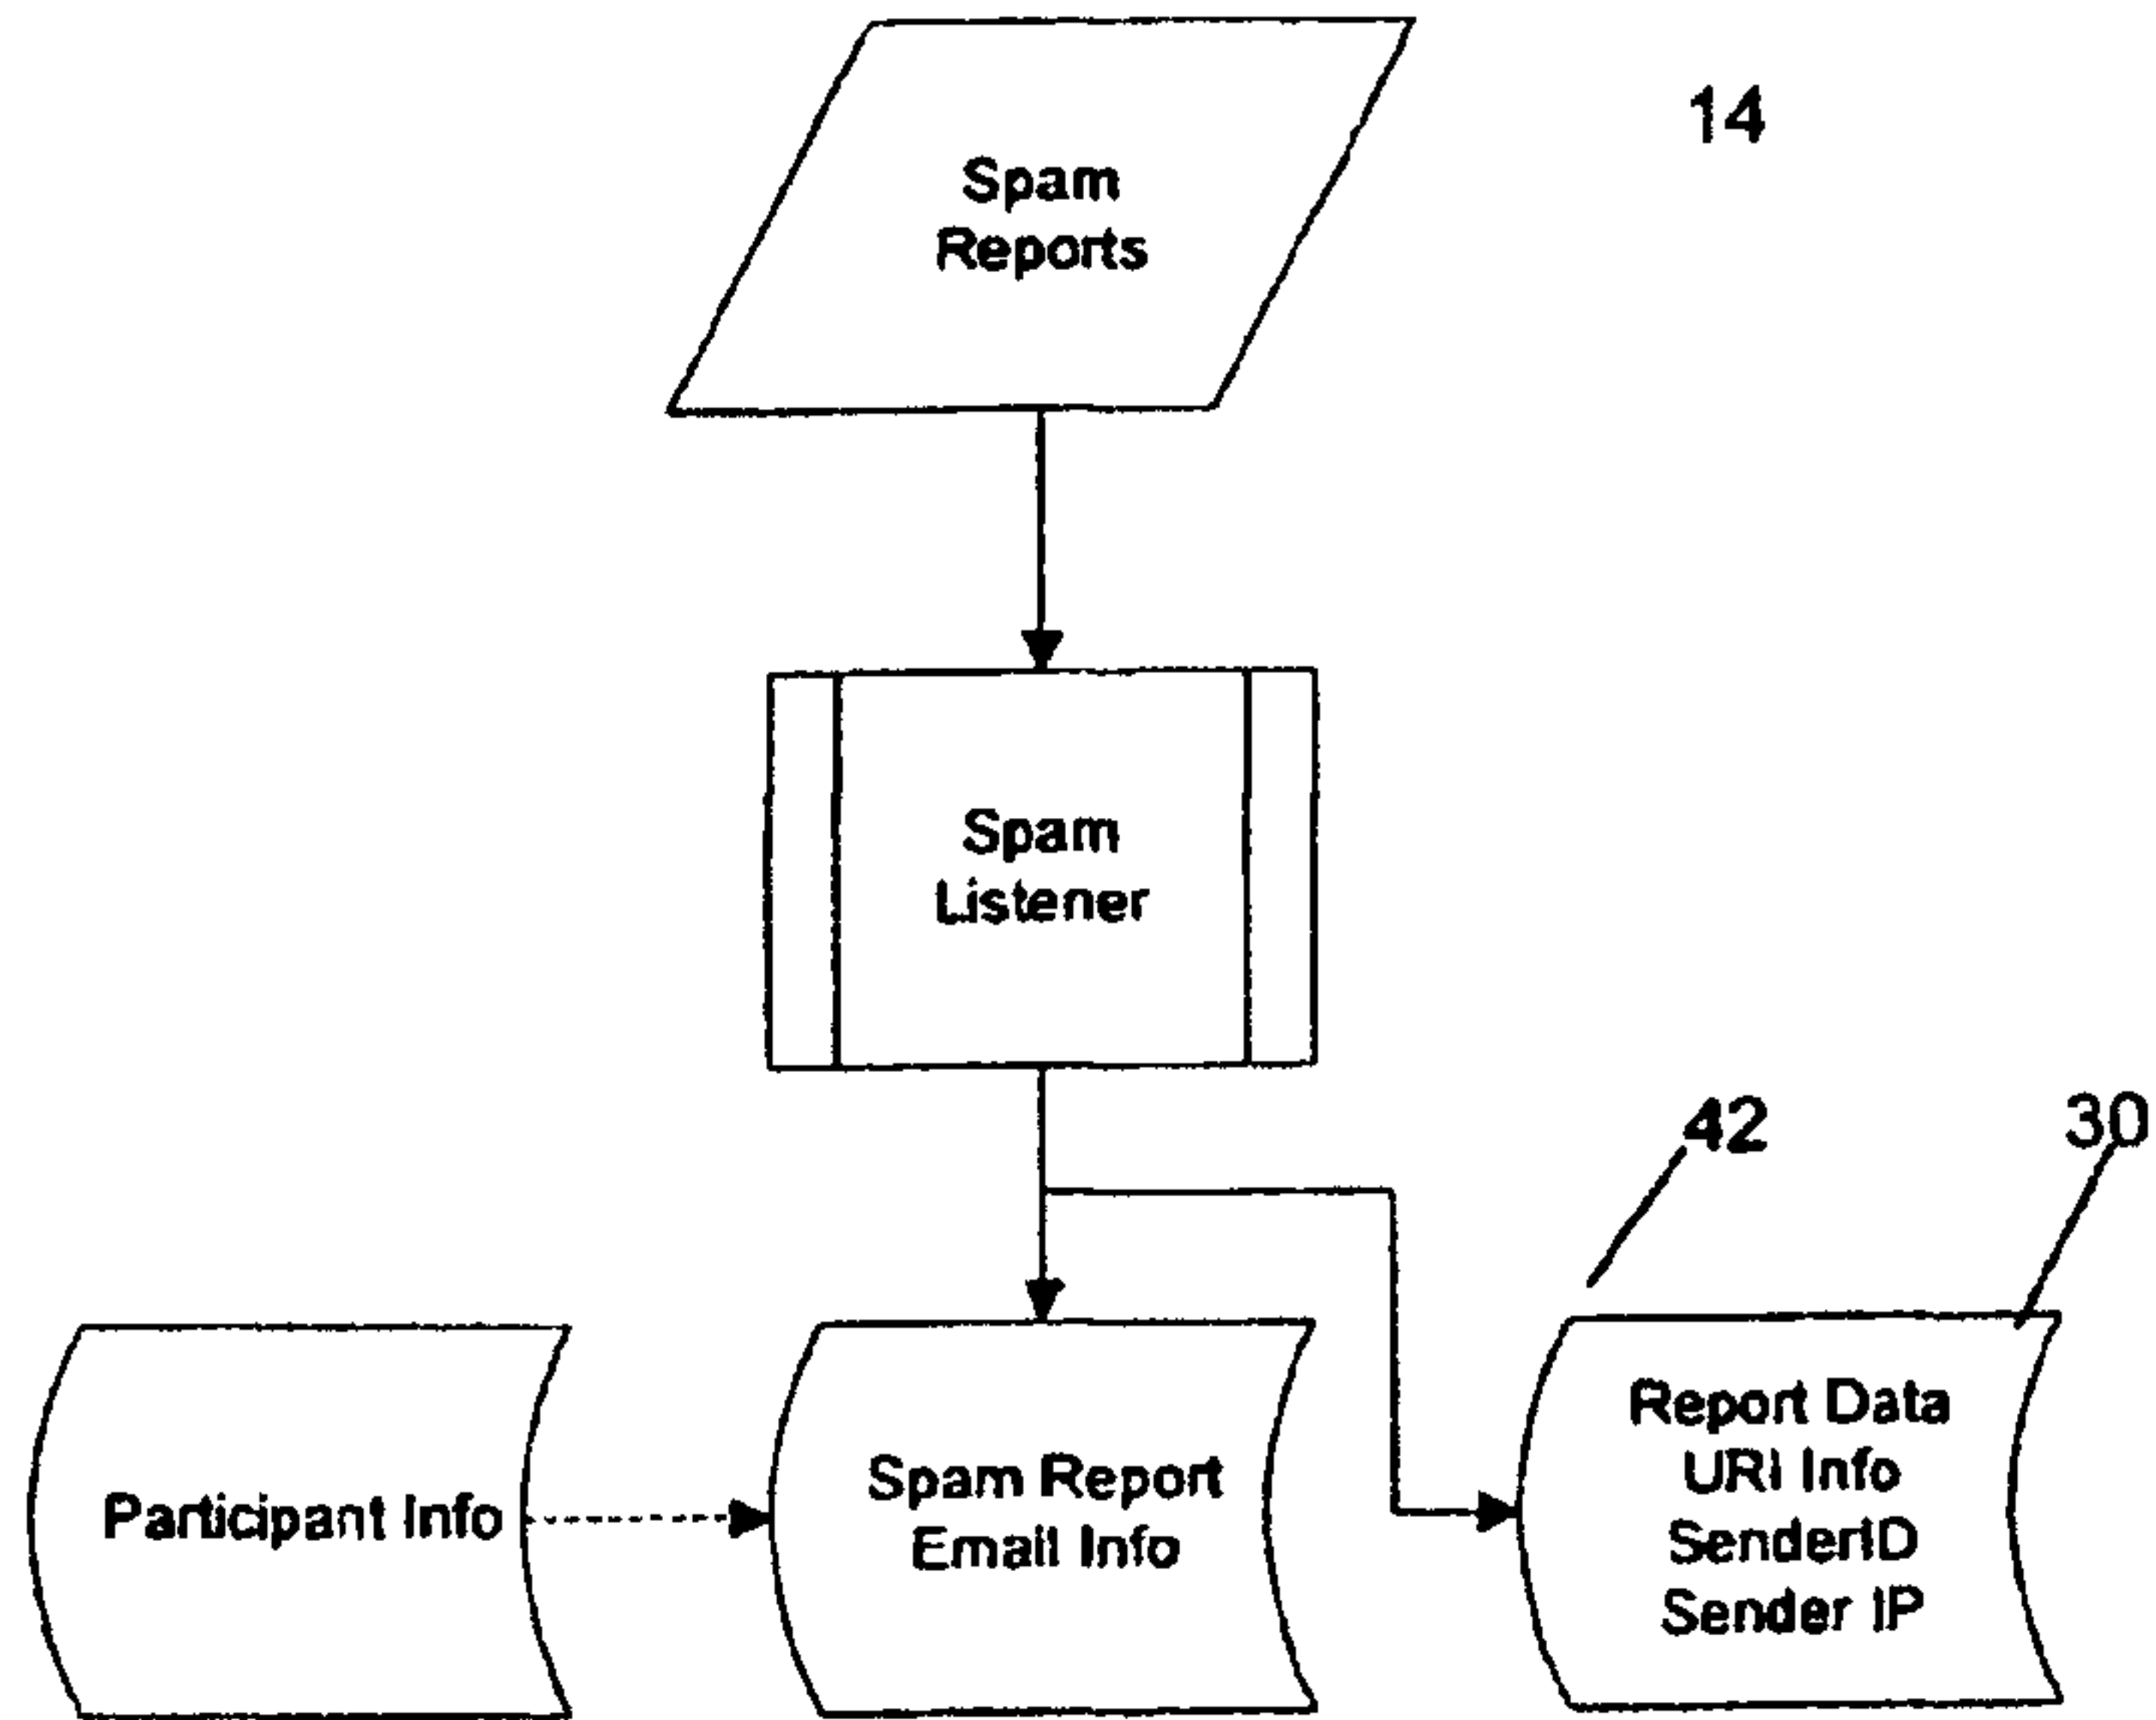 14
Spam
Reports
Spam
Listener
42
30
Participant Info
Spam Report
Email Info
Report Data
URI Info
SenderID
Sender IP